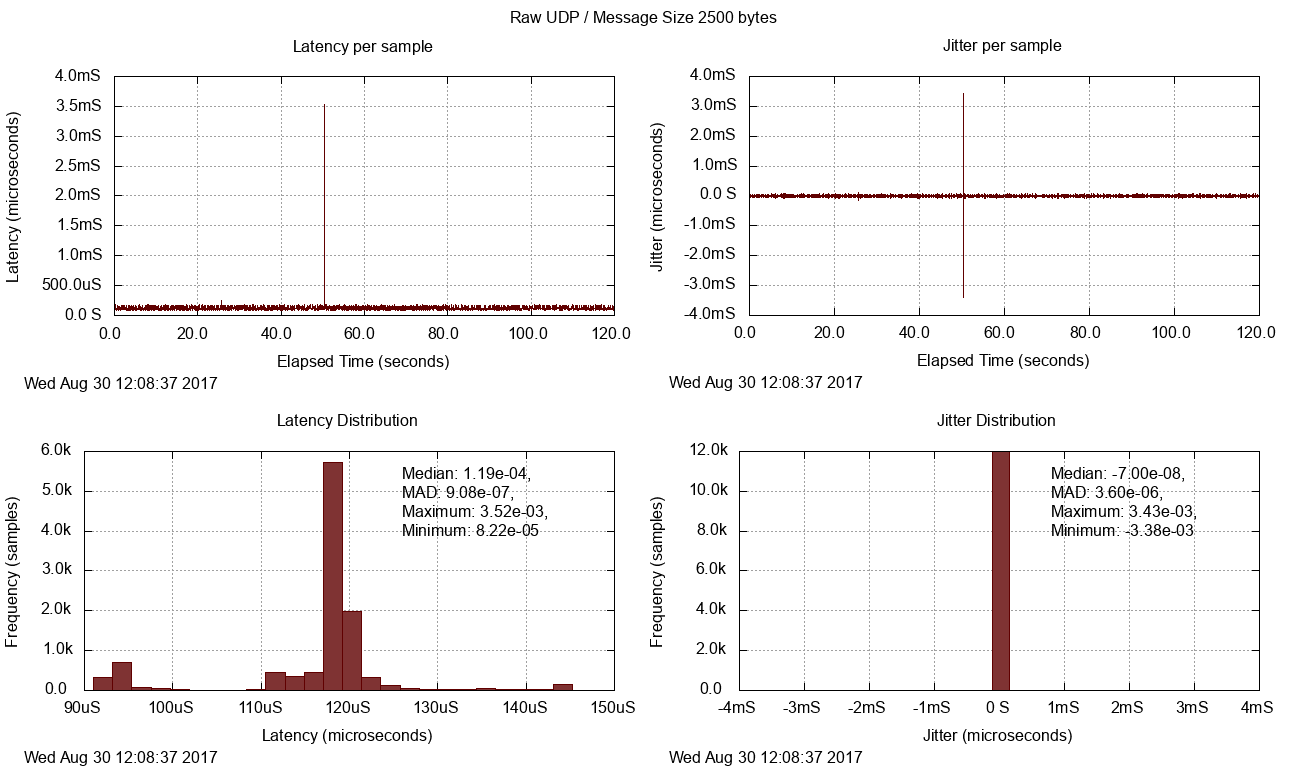 Raw UDP / Message Size 2500 bytes
Latency per sample
4.0mS
3.5mS
3.0mS
2.5mS
2.0mS
1.5mS
1.0mS
500.0uS
0.0 S
Latency (microseconds)
0.0 20.0 40.0 60.0 80.0 100.0 120.0
Elapsed Time (seconds)
Wed Aug 30 12:08:37 2017
Jitter per sample
4.0mS
3.0mS
2.0mS
1.0mS
0.0 S
-1.0mS
-2.0mS
-3.0mS
-4.0mS
Jitter (microseconds)
0.0 20.0 40.0 60.0 80.0 100.0 120.0
Elapsed Time (seconds)
Wed Aug 30 12:08:37 2017
Latency Distribution
6.0k
5.0k
4.0k
3.0k
2.0k
1.0k
0.0
Frequency (samples)
Median: 1.19e-04,
MAD: 9.08e-07,
Maximum: 3.52e-03,
Minimum: 8.22e-05
90uS 100uS 110uS 120uS 130uS 140uS 150uS
Latency (microseconds)
Wed Aug 30 12:08:37 2017
Jitter Distribution
12.0k
10.0k
8.0k
6.0k
4.0k
2.0k
0.0
Frequency (samples)
Median: -7.00e-08,
MAD: 3.60e-06,
Maximum: 3.43e-03,
Minimum: -3.38e-03
-4mS -3mS -2mS -1mS 0 S 1mS 2mS 3mS 4mS
Jitter (microseconds)
Wed Aug 30 12:08:37 2017